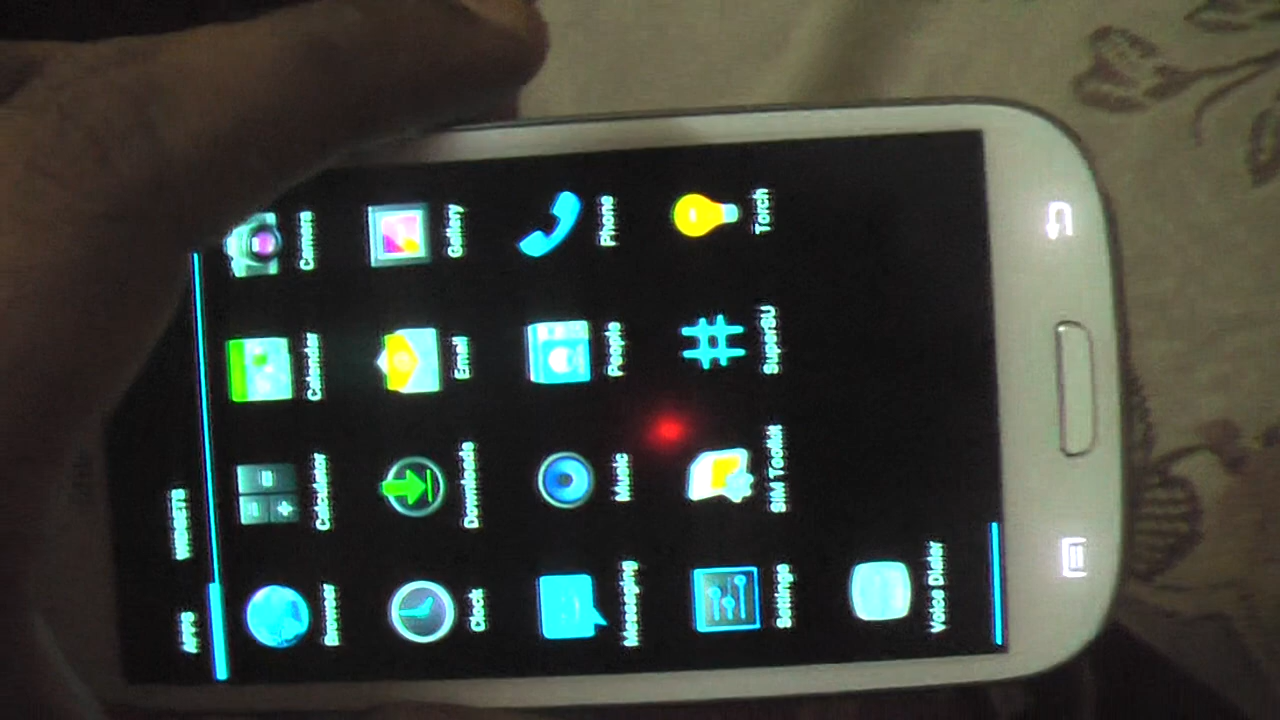 APPS WIDGETS
Browser Calculator Calendar Camera
Clock Downloads Email Gallery
Messaging Music People Phone
Settings SIM Toolkit SuperSU Torch
Voice Dialer